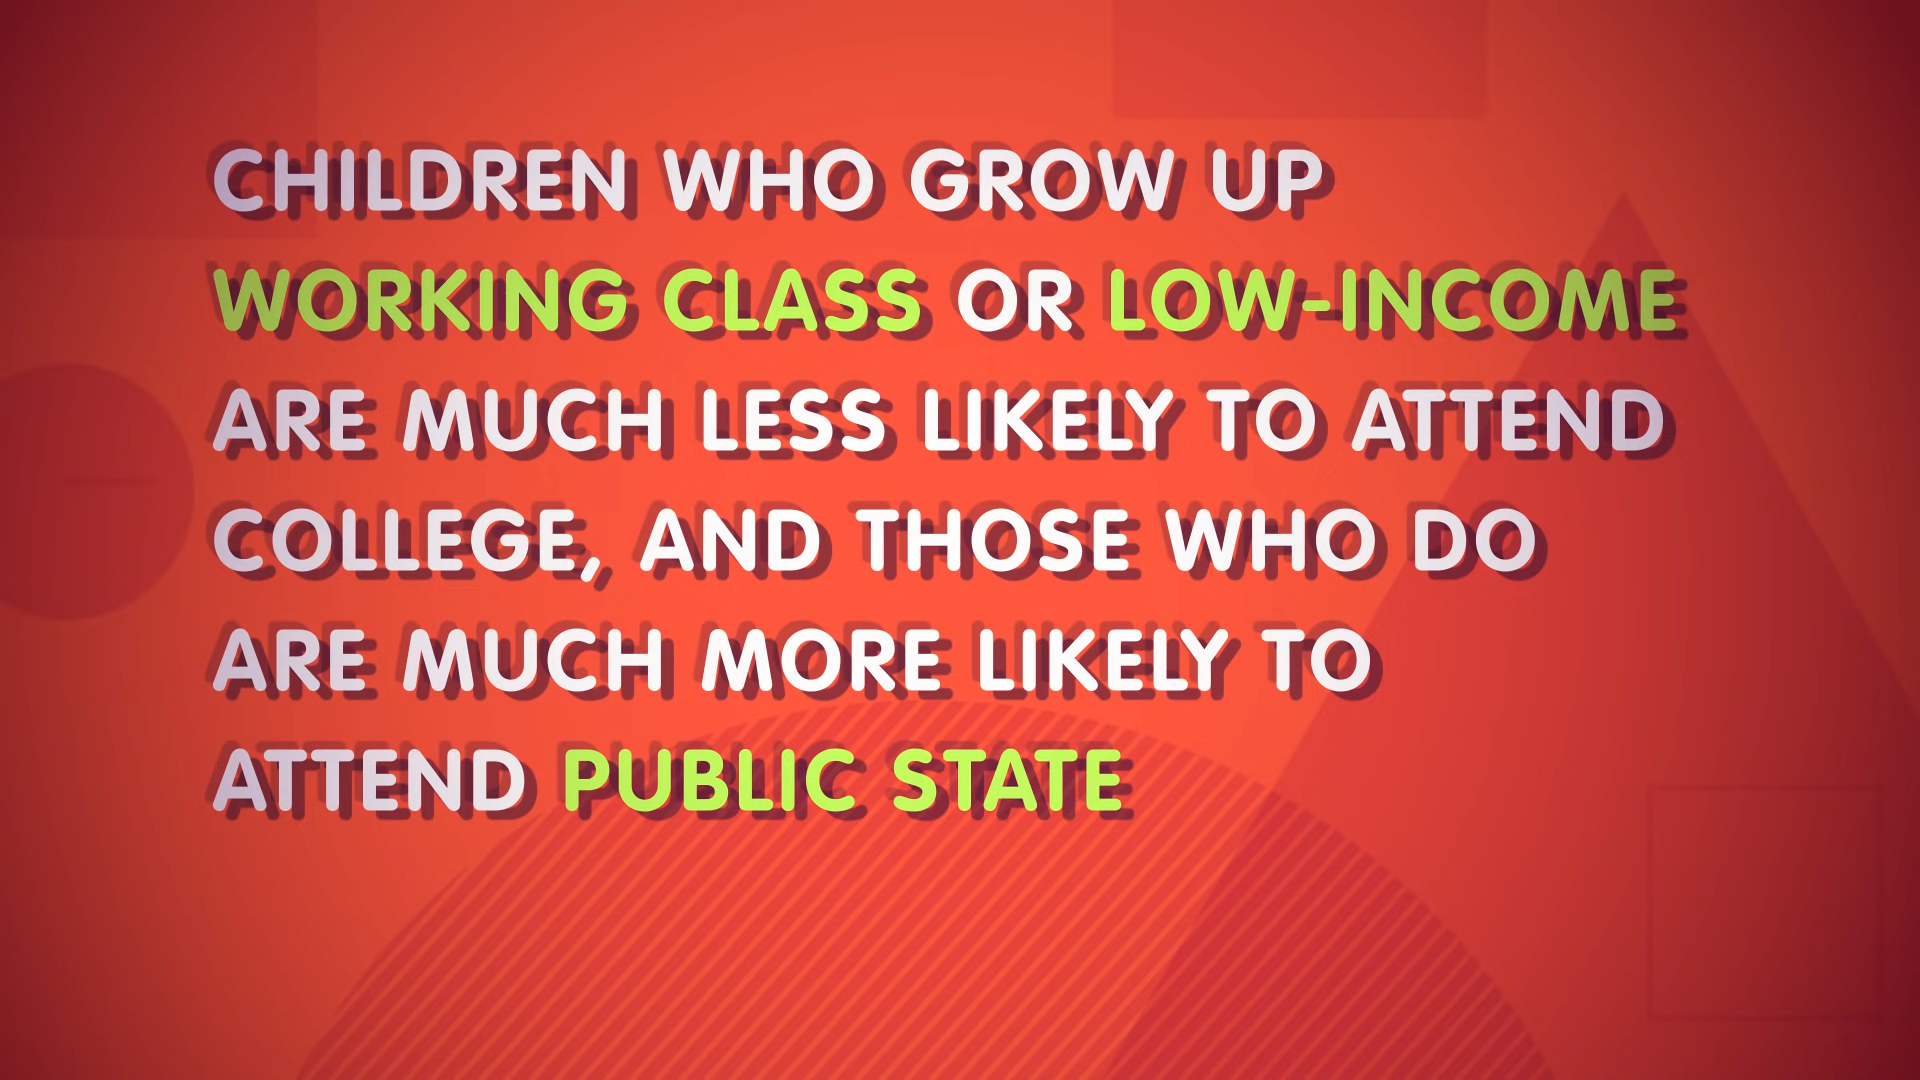 CHILDREN WHO GROW UP
WORKING CLASS OR LOW-INCOME
ARE MUCH LESS LIKELY TO ATTEND
COLLEGE, AND THOSE WHO DO
ARE MUCH MORE LIKELY TO
ATTEND PUBLIC STATE